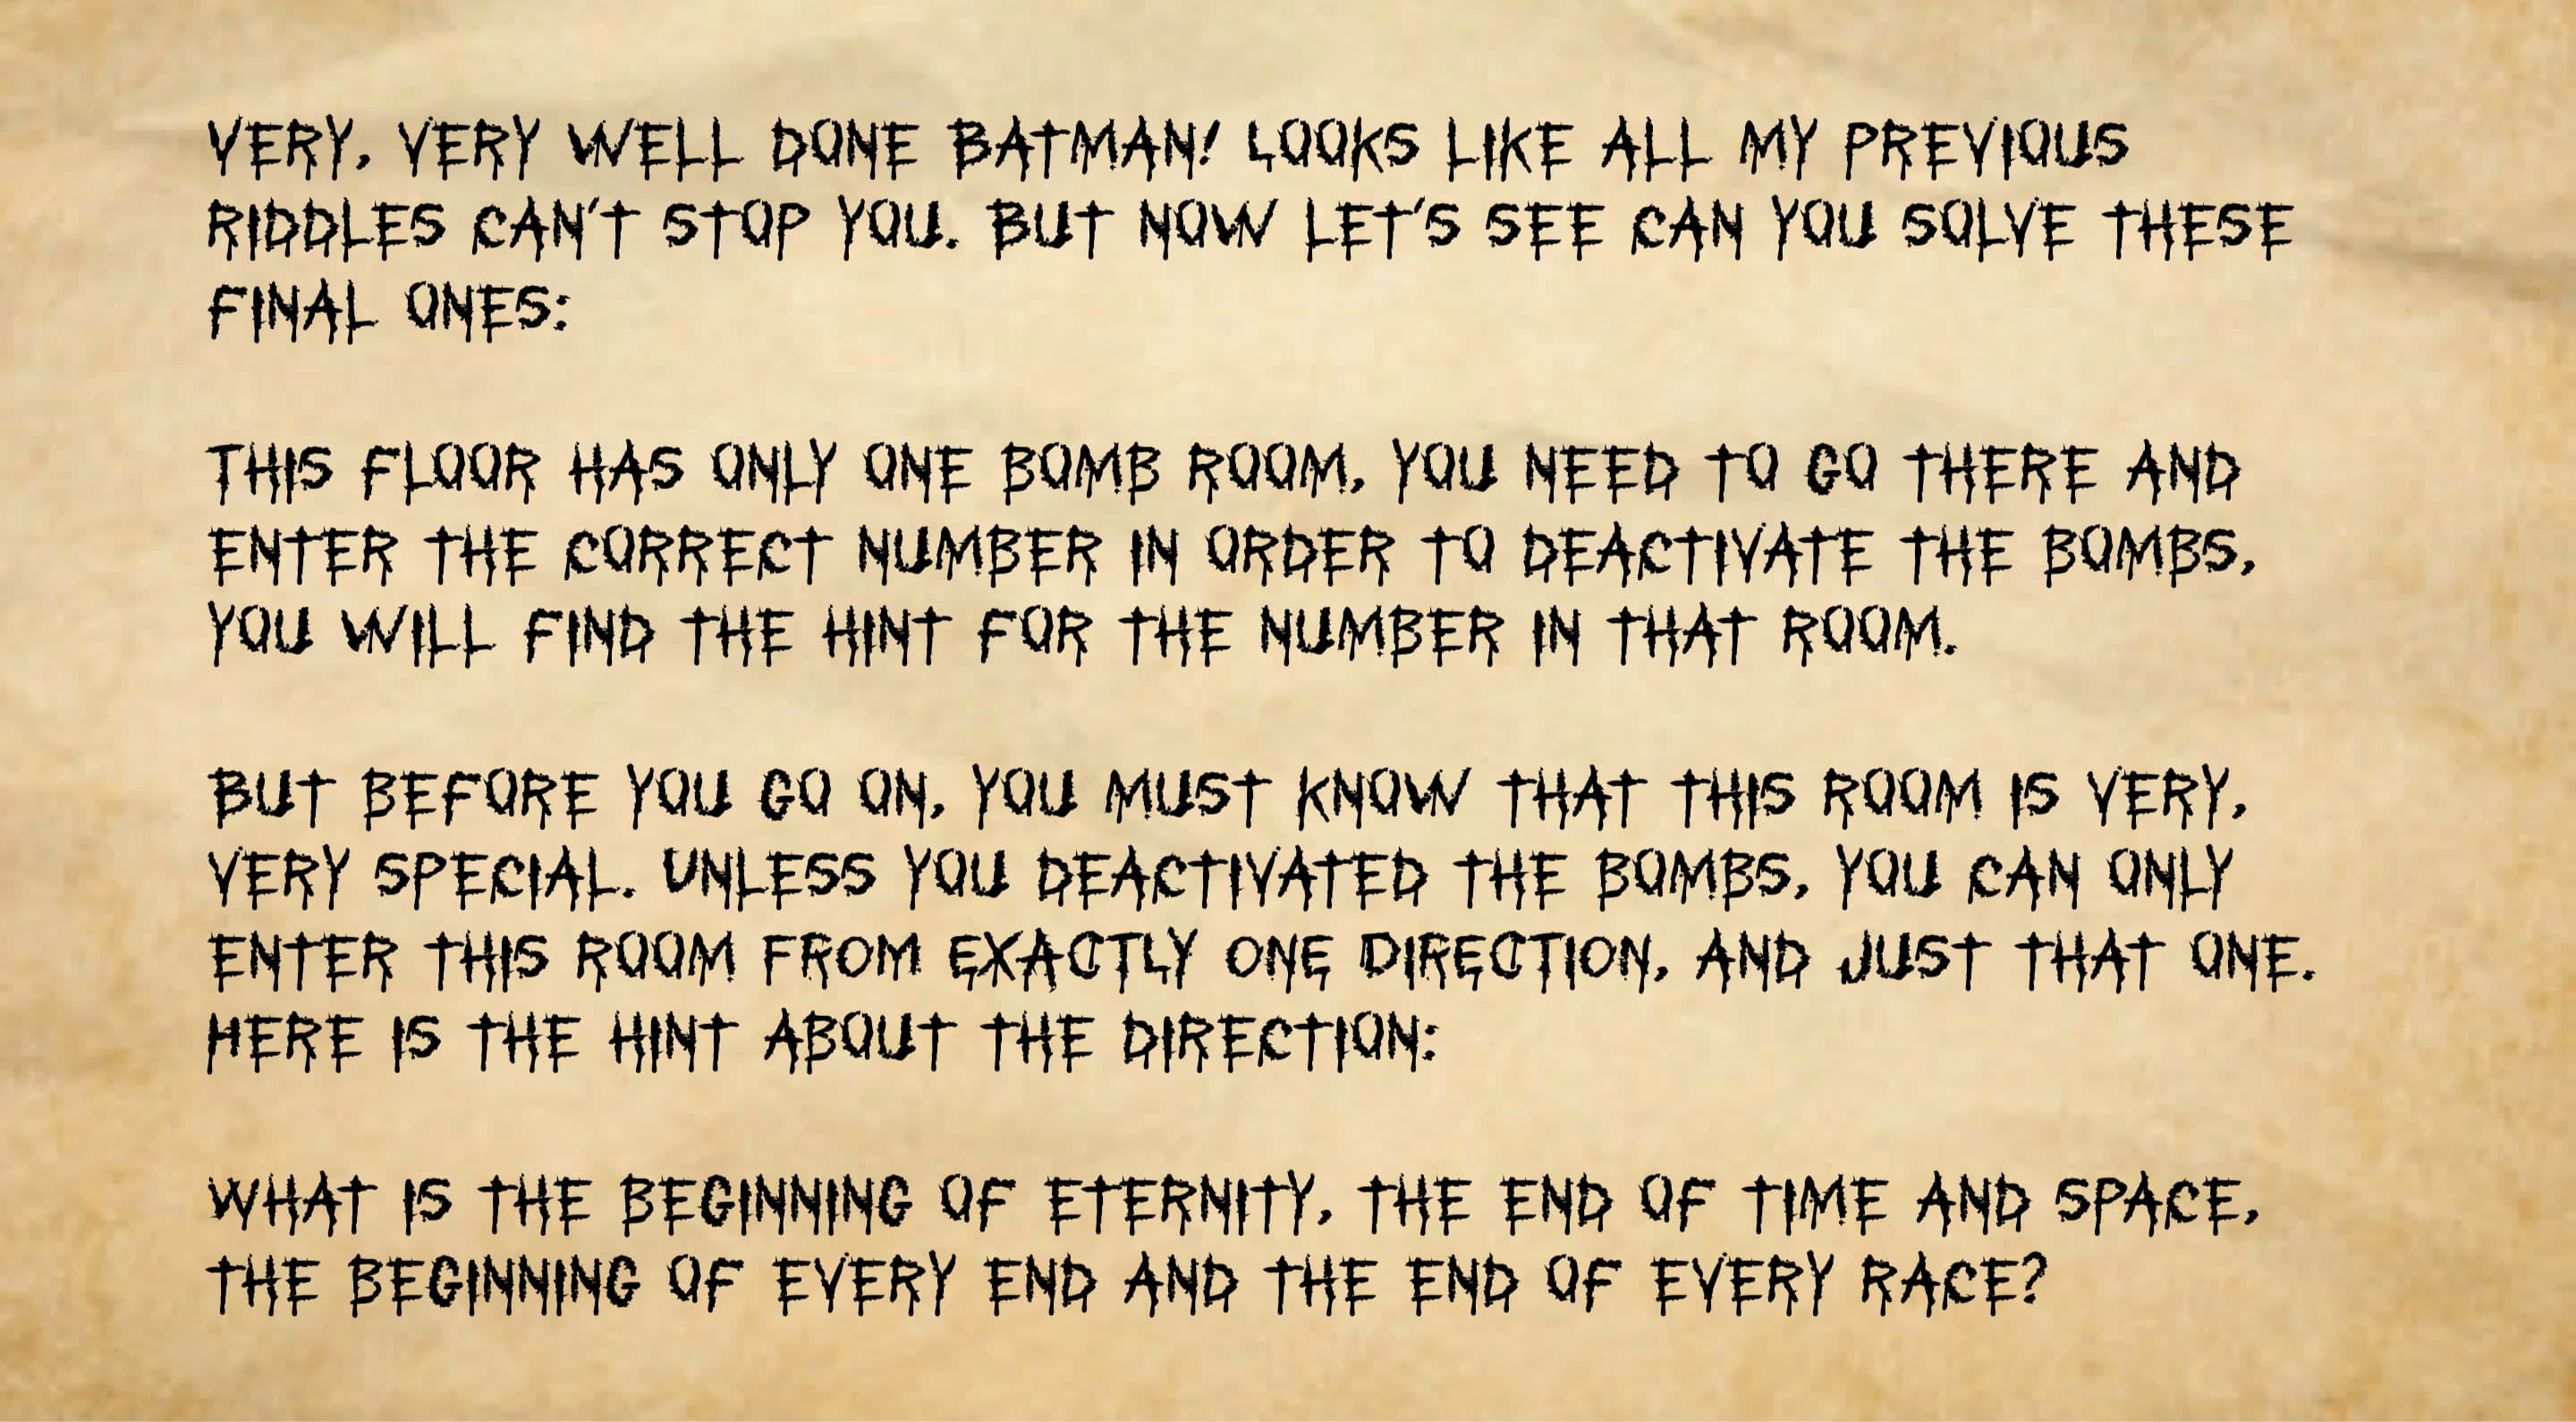 VERY, VERY WELL DONE BATMAN! LOOKS LIKE ALL MY PREVIOUS
RIDDLES CAN'T STOP YOU. BUT NOW LET'S SEE CAN YOU SOLVE THESE
FINAL ONES:
THIS FLOOR HAS ONLY ONE BOMB ROOM, YOU NEED TO GO THERE AND
ENTER THE CORRECT NUMBER IN ORDER TO DEACTIVATE THE BOMBS,
YOU WILL FIND THE HINT FOR THE NUMBER IN THAT ROOM.
BUT BEFORE YOU GO ON, YOU MUST KNOW THAT THIS ROOM IS VERY,
VERY SPECIAL. UNLESS YOU DEACTIVATED THE BOMBS, YOU CAN ONLY
ENTER THIS ROOM FROM EXACTLY ONE DIRECTION, AND JUST THAT ONE.
HERE IS THE HINT ABOUT THE DIRECTION:
WHAT IS THE BEGINNING OF ETERNITY, THE END OF TIME AND SPACE,
THE BEGINNING OF EVERY END AND THE END OF EVERY RACE?